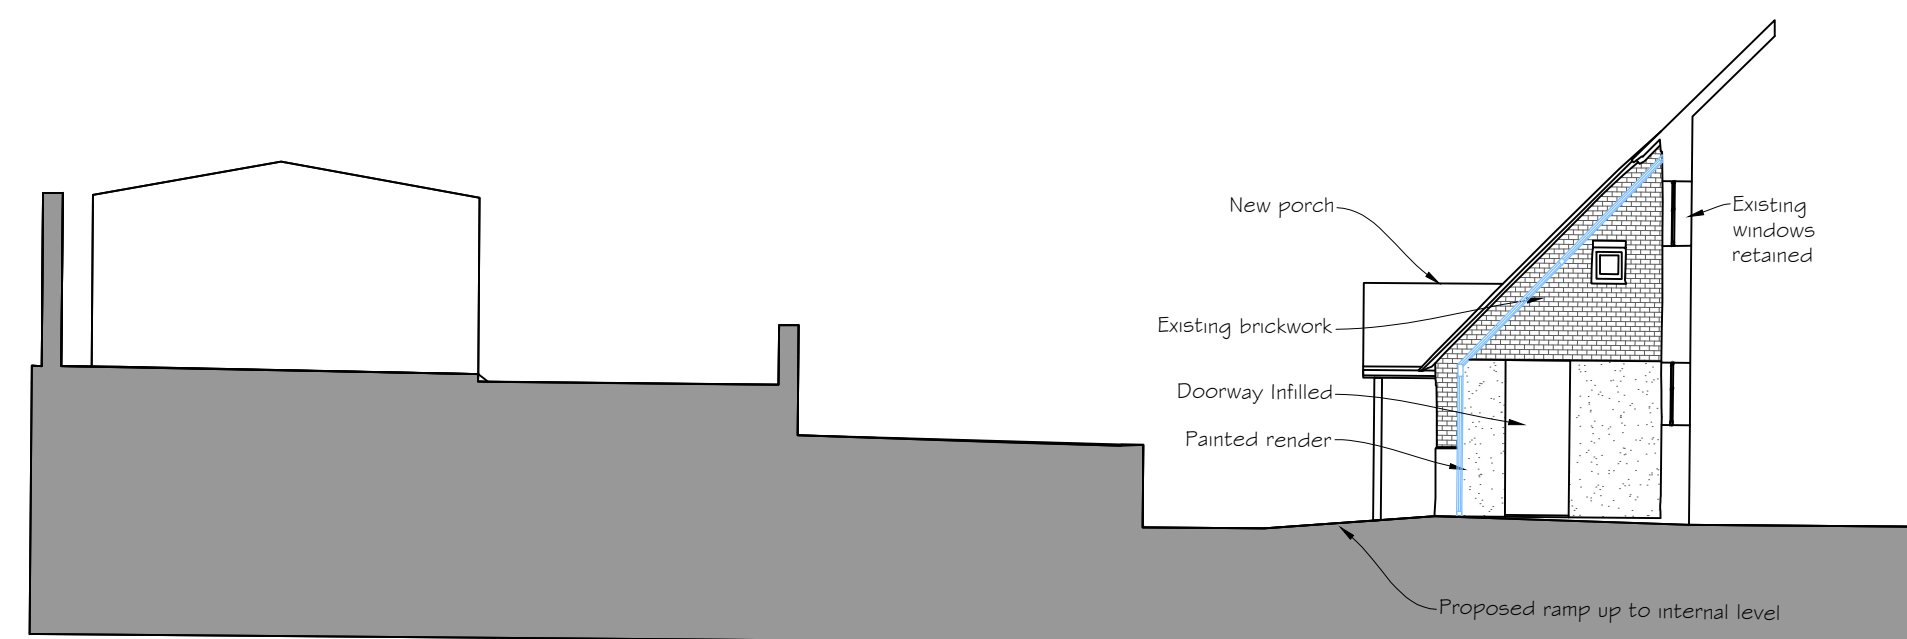 New porch
Existing
windows
retained
Existing brickwork
Doorway Infilled
Painted render
Proposed ramp up to internal level